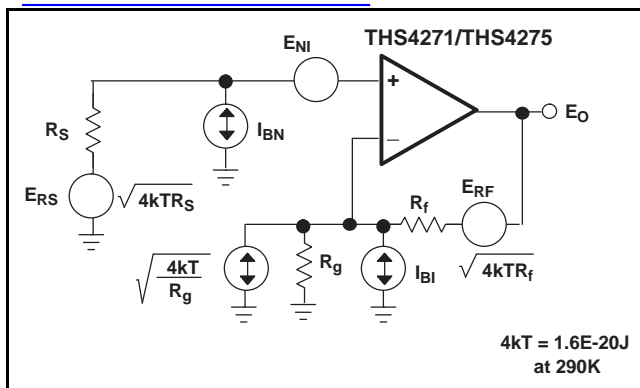 THS4271/THS4275
E_NI
+
E_O
R_S
I_BN
−
E_RS
√4kTR_S
R_f
E_RF
√4kT/R_g
R_g
I_BI
√4kTR_f
4kT = 1.6E-20J
at 290K